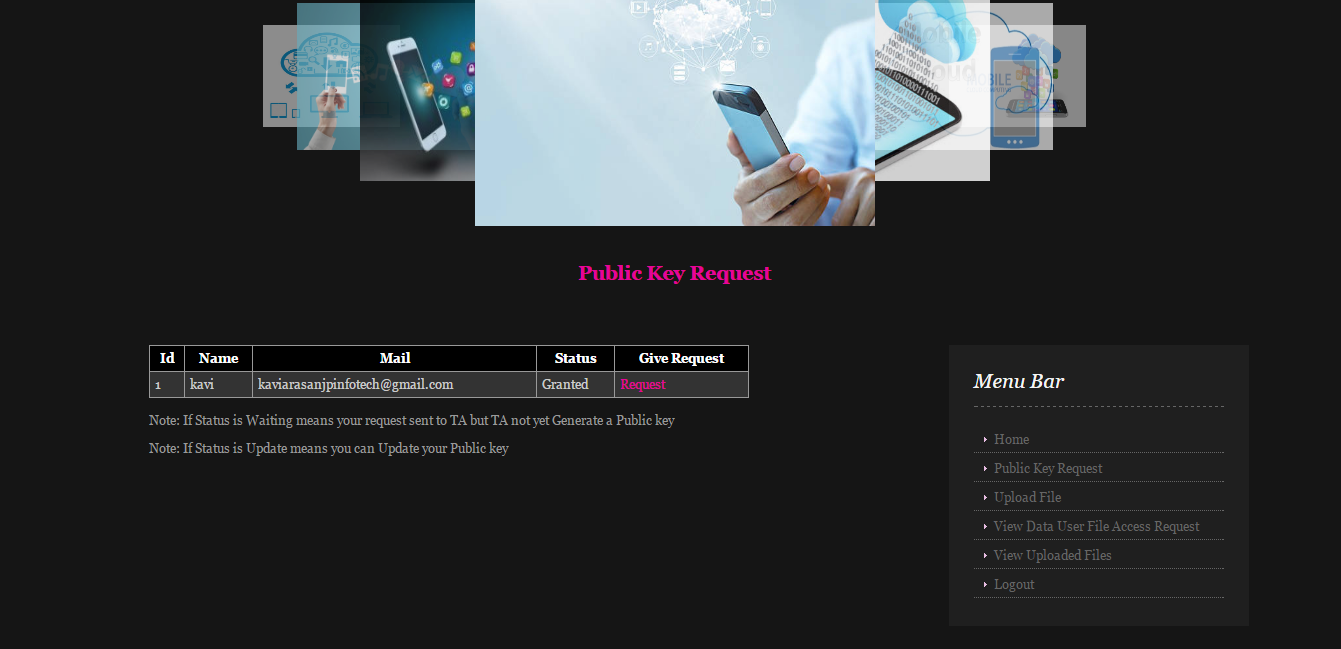 MOBILE
Public Key Request
Id Name Mail Status Give Request
1 kavi kaviarasanjpinfotech@gmail.com Granted Request
Note: If Status is Waiting means your request sent to TA but TA not yet Generate a Public key
Note: If Status is Update means you can Update your Public key
Menu Bar
Home
Public Key Request
Upload File
View Data User File Access Request
View Uploaded Files
Logout